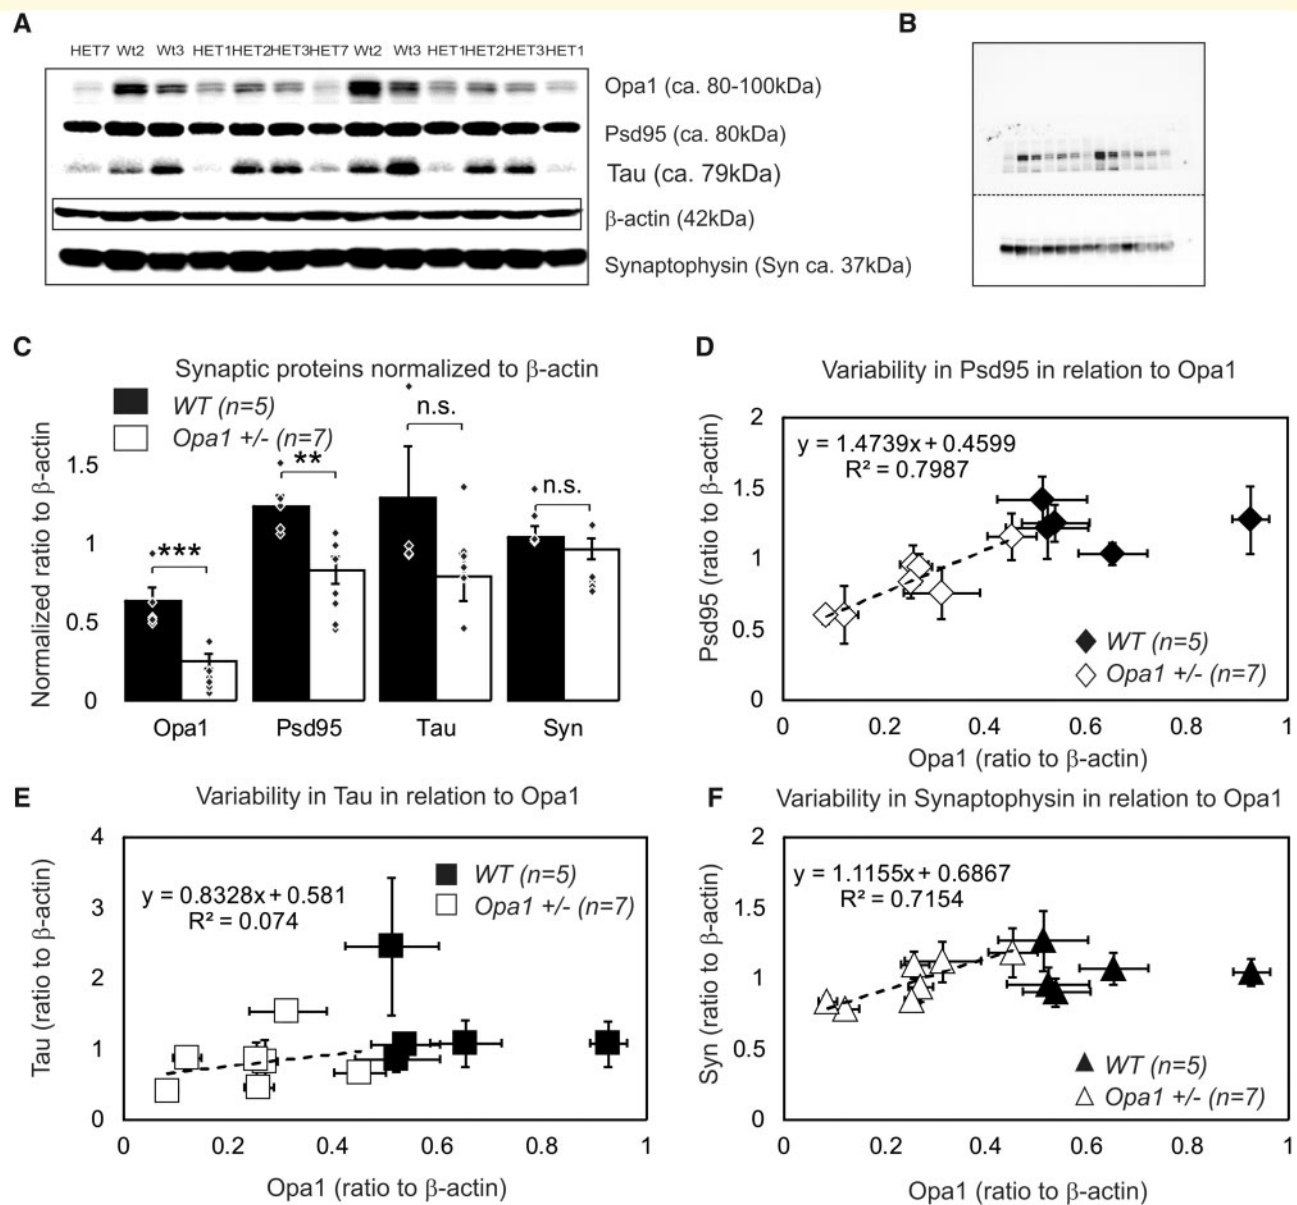 A
B
HET7 Wt2 Wt3 HET1HET2HET3HET7 Wt2 Wt3 HET1HET2HET3HET1
Opa1 (ca. 80-100kDa)
Psd95 (ca. 80kDa)
Tau (ca. 79kDa)
β-actin (42kDa)
Synaptophysin (Syn ca. 37kDa)
C
Synaptic proteins normalized to β-actin
WT (n=5)
Opa1 +/- (n=7)
Normalized ratio to β-actin
1.5
1
0.5
0
***
**
n.s.
n.s.
Opa1
Psd95
Tau
Syn
D
Variability in Psd95 in relation to Opa1
y = 1.4739x + 0.4599
R² = 0.7987
Psd95 (ratio to β-actin)
2
1.5
1
0.5
0
WT (n=5)
Opa1 +/- (n=7)
0 0.2 0.4 0.6 0.8 1
Opa1 (ratio to β-actin)
E
Variability in Tau in relation to Opa1
y = 0.8328x + 0.581
R² = 0.074
WT (n=5)
Opa1 +/- (n=7)
Tau (ratio to β-actin)
4
3
2
1
0
0 0.2 0.4 0.6 0.8 1
Opa1 (ratio to β-actin)
F
Variability in Synaptophysin in relation to Opa1
y = 1.1155x + 0.6867
R² = 0.7154
Syn (ratio to β-actin)
2
1.5
1
0.5
0
WT (n=5)
Opa1 +/- (n=7)
0 0.2 0.4 0.6 0.8 1
Opa1 (ratio to β-actin)